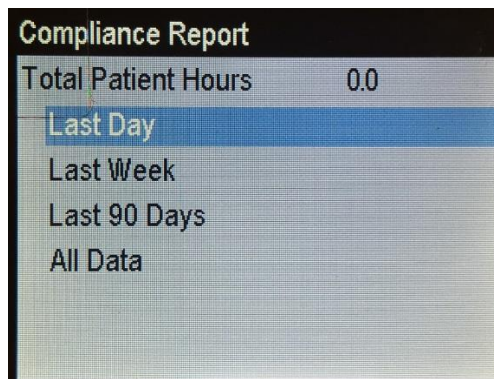 Compliance Report
Total Patient Hours 0.0
Last Day
Last Week
Last 90 Days
All Data